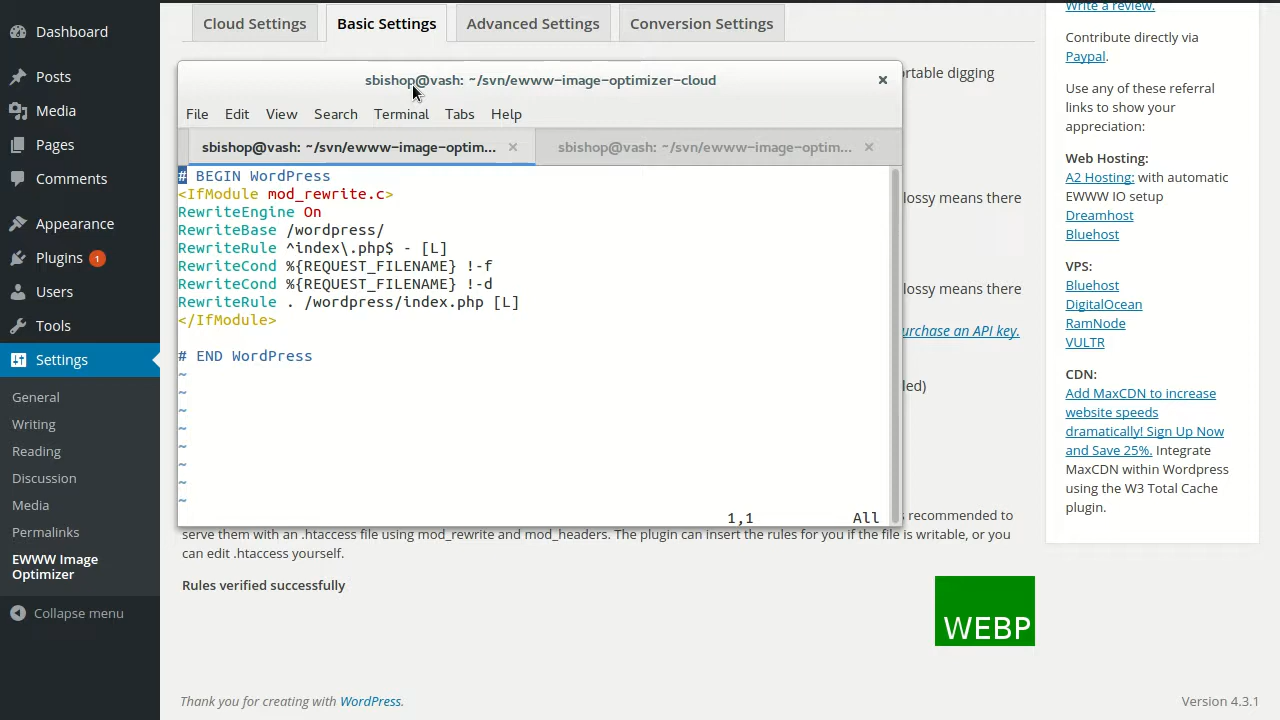 Dashboard
Posts
Media
Pages
Comments
Appearance
Plugins 1
Users
Tools
Settings
General
Writing
Reading
Discussion
Media
Permalinks
EWWW Image
Optimizer
Collapse menu
Cloud Settings
Basic Settings
Advanced Settings
Conversion Settings
ortable digging
sbishop@vash: ~/svn/ewww-image-optimizer-cloud
File Edit View Search Terminal Tabs Help
sbishop@vash: ~/svn/ewww-image-optim...
sbishop@vash: ~/svn/ewww-image-optim...
# BEGIN WordPress
<IfModule mod_rewrite.c>
RewriteEngine On
RewriteBase /wordpress/
RewriteRule ^index\.php$ - [L]
RewriteCond %{REQUEST_FILENAME} !-f
RewriteCond %{REQUEST_FILENAME} !-d
RewriteRule . /wordpress/index.php [L]
</IfModule>
# END WordPress
~
~
~
~
~
~
~
~
1,1 All
lossy means there
lossy means there
urchase an API key.
led)
s recommended to
serve them with an .htaccess file using mod_rewrite and mod_headers. The plugin can insert the rules for you if the file is writable, or you
can edit .htaccess yourself.
Rules verified successfully
WEBP
Write a review.
Contribute directly via
Paypal.
Use any of these referral
links to show your
appreciation:
Web Hosting:
A2 Hosting: with automatic
EWWW IO setup
Dreamhost
Bluehost
VPS:
Bluehost
DigitalOcean
RamNode
VULTR
CDN:
Add MaxCDN to increase
website speeds
dramatically! Sign Up Now
and Save 25%. Integrate
MaxCDN within Wordpress
using the W3 Total Cache
plugin.
Thank you for creating with WordPress.
Version 4.3.1